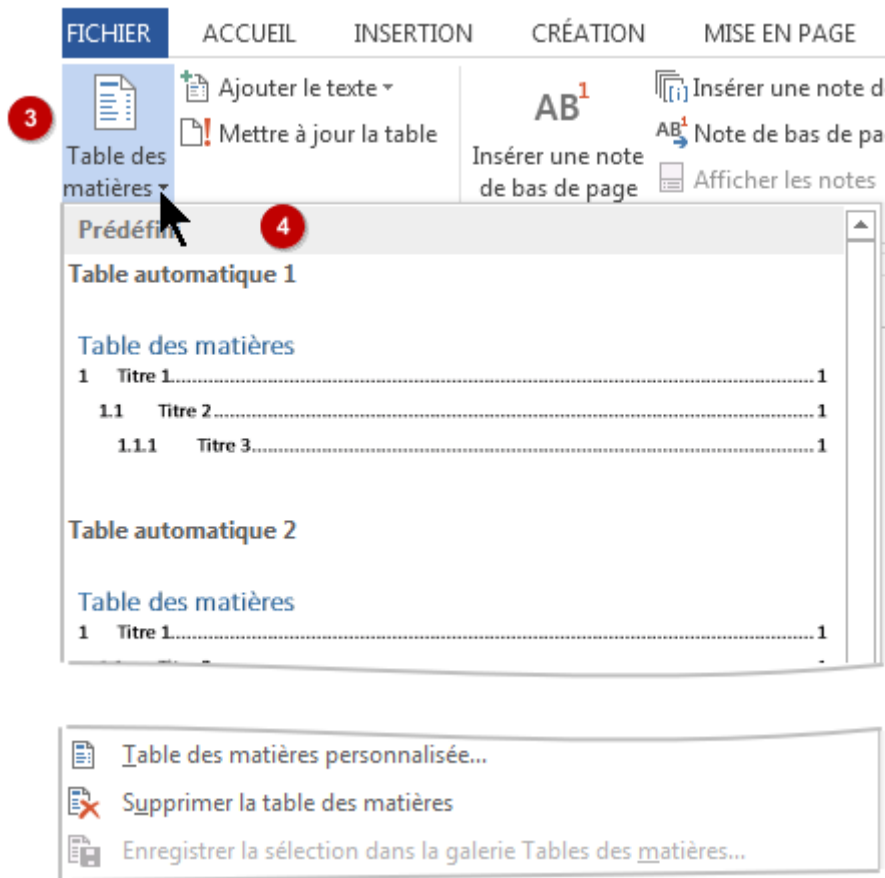 FICHIER ACCUEIL INSERTION CRÉATION MISE EN PAGE
3
Table des
matières
Ajouter le texte
Mettre à jour la table
AB1
Insérer une note
de bas de page
[i] Insérer une note d
AB1 Note de bas de pa
Afficher les notes
Prédéfin
4
Table automatique 1
Table des matières
1 Titre 1........................................1
1.1 Titre 2........................................1
1.1.1 Titre 3........................................1
Table automatique 2
Table des matières
1 Titre 1........................................1
Table des matières personnalisée...
Supprimer la table des matières
Enregistrer la sélection dans la galerie Tables des matières...